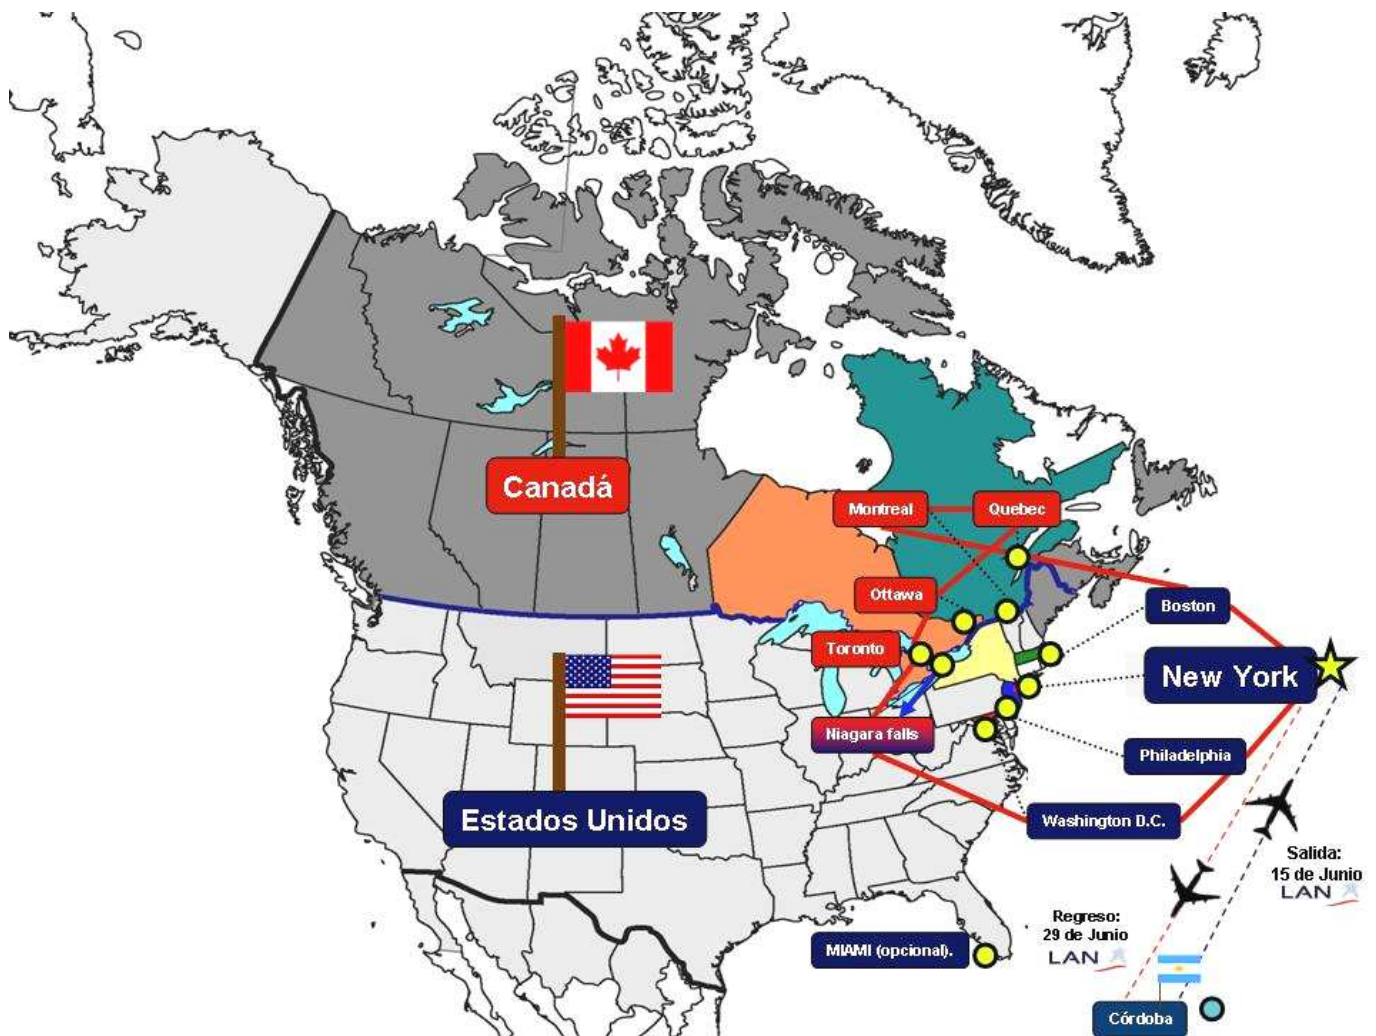 Canadá
Montreal
Quebec
Ottawa
Boston
Toronto
New York
Niagara falls
Philadelphia
Estados Unidos
Washington D.C.
Salida:
15 de Junio
LAN
Regreso:
29 de Junio
LAN
MIAMI (opcional).
Córdoba